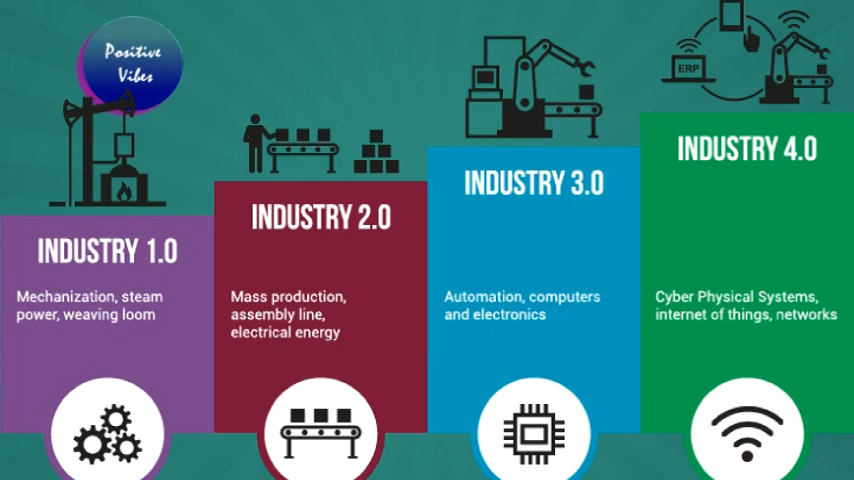 Positive
Vibes
ERP
INDUSTRY 1.0
Mechanization, steam
power, weaving loom
INDUSTRY 2.0
Mass production,
assembly line,
electrical energy
INDUSTRY 3.0
Automation, computers
and electronics
INDUSTRY 4.0
Cyber Physical Systems,
internet of things, networks